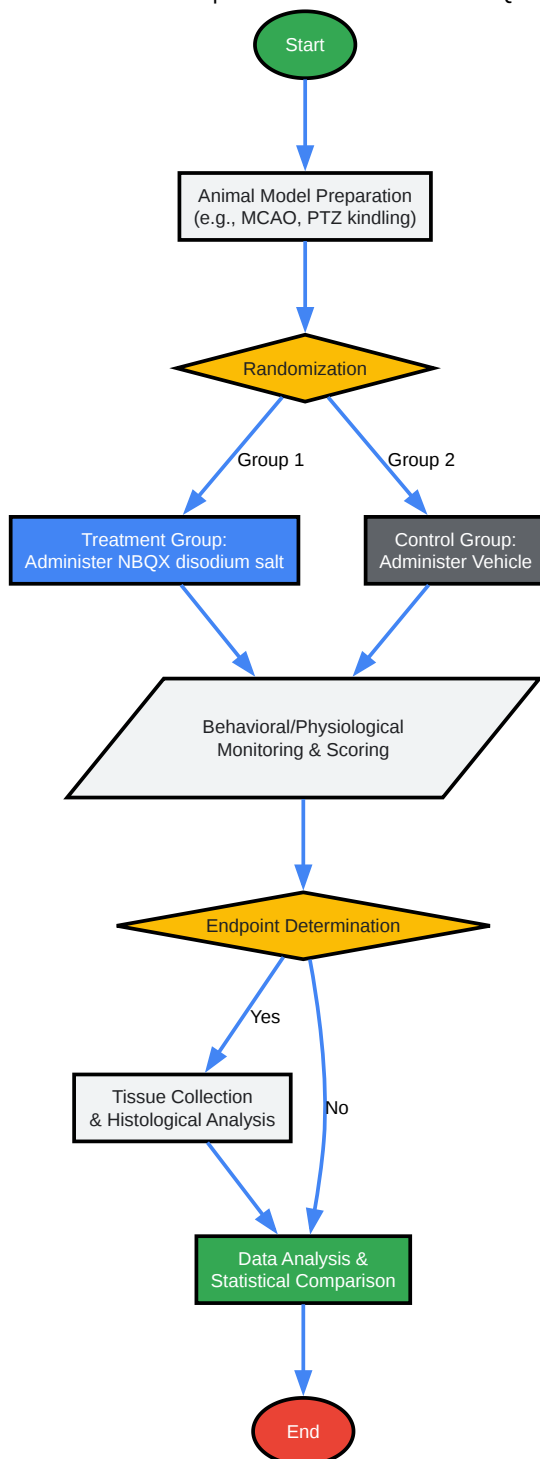 Start
Animal Model Preparation
(e.g., MCAO, PTZ kindling)
Randomization
Group 1
Group 2
Treatment Group:
Administer NBQX disodium salt
Control Group:
Administer Vehicle
Behavioral/Physiological
Monitoring & Scoring
Endpoint Determination
Yes
Tissue Collection
& Histological Analysis
No
Data Analysis &
Statistical Comparison
End